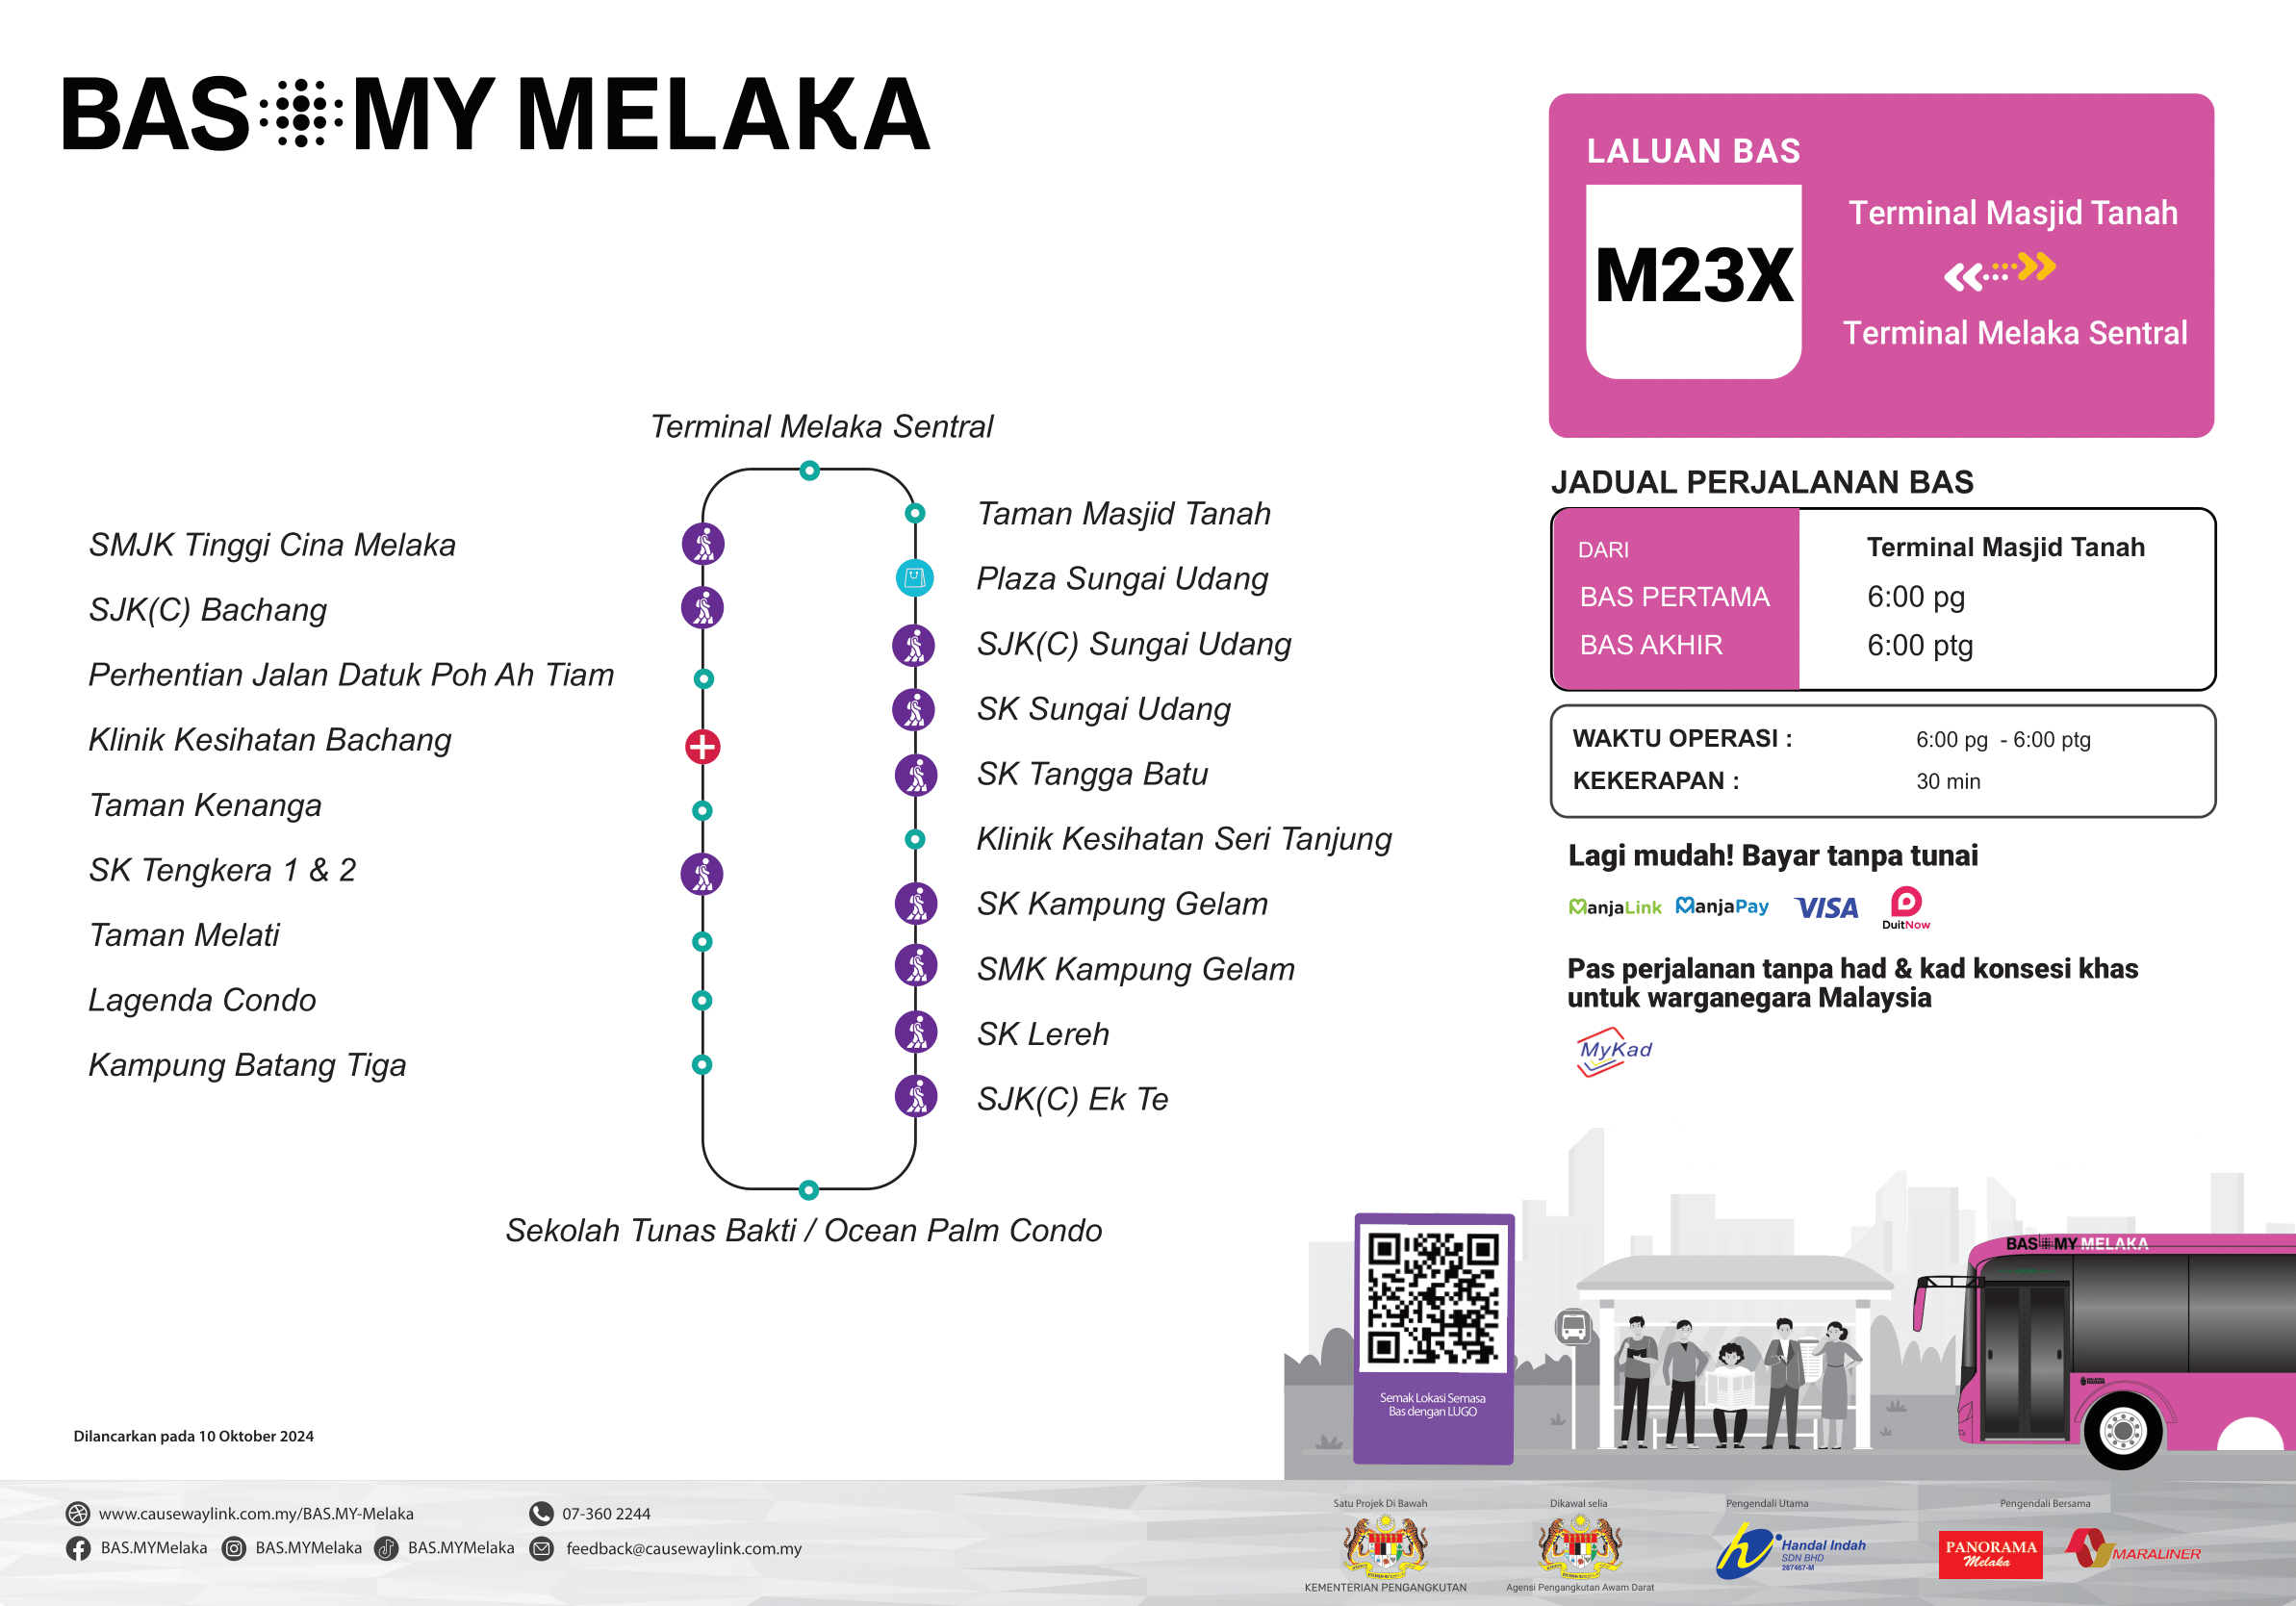 BAS MY MELAKA
LALUAN BAS
M23X
Terminal Masjid Tanah
Terminal Melaka Sentral
Terminal Melaka Sentral
SMJK Tinggi Cina Melaka
SJK(C) Bachang
Perhentian Jalan Datuk Poh Ah Tiam
Klinik Kesihatan Bachang
Taman Kenanga
SK Tengkera 1 & 2
Taman Melati
Lagenda Condo
Kampung Batang Tiga
Taman Masjid Tanah
Plaza Sungai Udang
SJK(C) Sungai Udang
SK Sungai Udang
SK Tangga Batu
Klinik Kesihatan Seri Tanjung
SK Kampung Gelam
SMK Kampung Gelam
SK Lereh
SJK(C) Ek Te
Sekolah Tunas Bakti / Ocean Palm Condo
JADUAL PERJALANAN BAS
DARI Terminal Masjid Tanah
BAS PERTAMA 6:00 pg
BAS AKHIR 6:00 ptg
WAKTU OPERASI : 6:00 pg - 6:00 ptg
KEKERAPAN : 30 min
Lagi mudah! Bayar tanpa tunai
ManjaLink ManjaPay VISA DuitNow
Pas perjalanan tanpa had & kad konsesi khas
untuk warganegara Malaysia
MyKad
BAS MY MELAKA
Semak Lokasi Semasa
Bas dengan LUGO
Dilancarkan pada 10 Oktober 2024
www.causewaylink.com.my/BAS.MY-Melaka 07-360 2244
BAS.MYMelaka BAS.MYMelaka BAS.MYMelaka feedback@causewaylink.com.my
Satu Projek Di Bawah
KEMENTERIAN PENGANGKUTAN
Dikawal selia
Agensi Pengangkutan Awam Darat
Pengendali Utama
Handal Indah
SDN BHD
287467-M
Pengendali Bersama
PANORAMA
Melaka
MARALINER